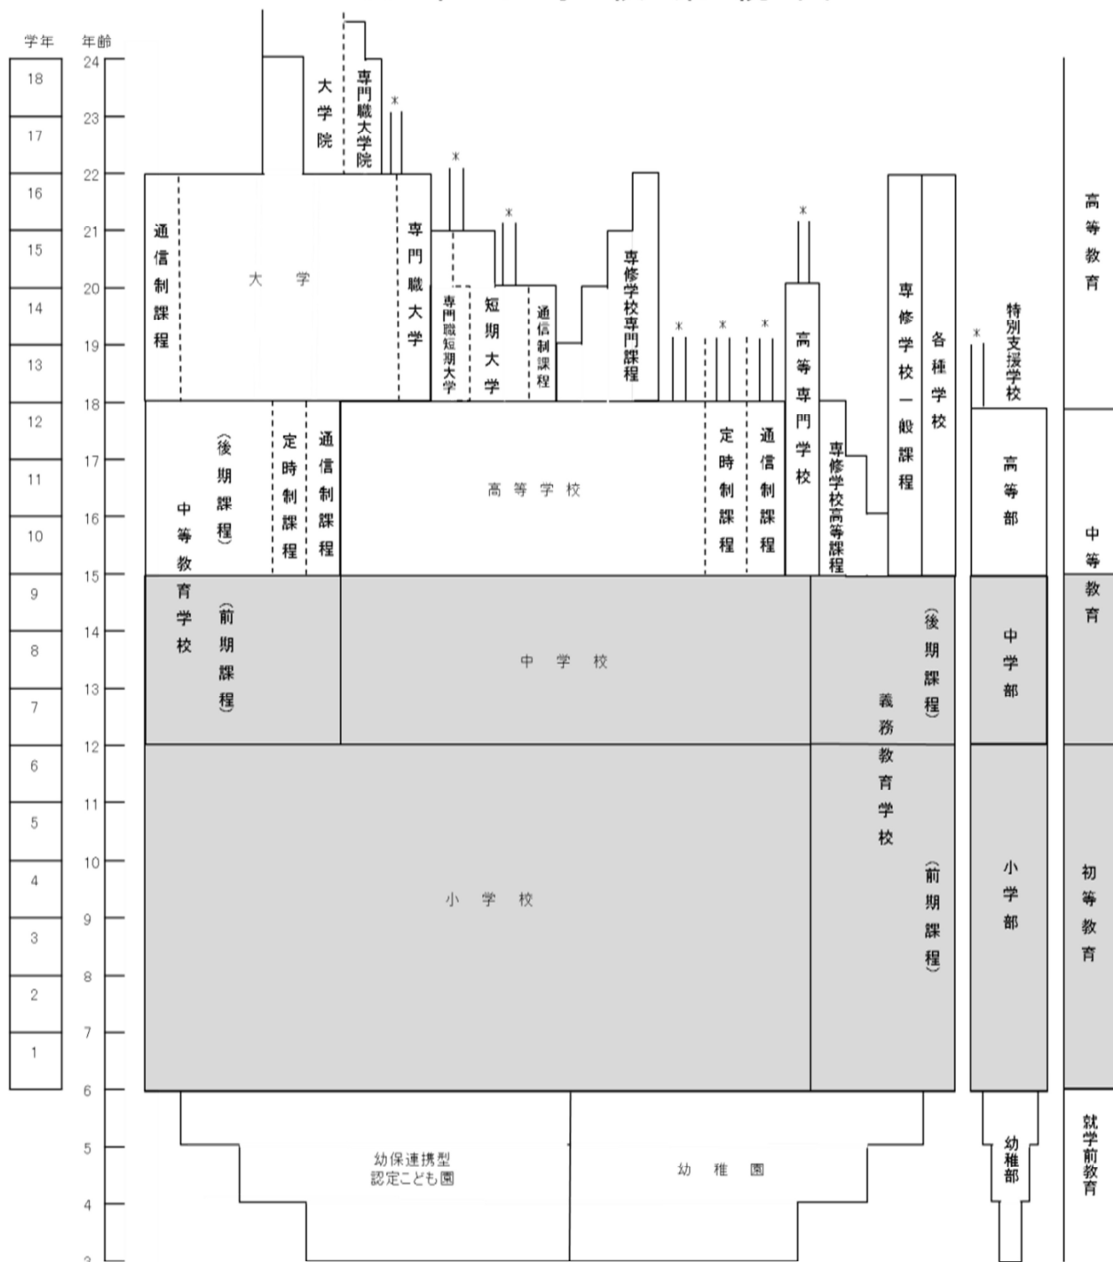 学年
年齢
18
17
16
15
14
13
12
11
10
9
8
7
6
5
4
3
2
1
24
23
22
21
20
19
18
17
16
15
14
13
12
11
10
9
8
7
6
5
4
3
大学院
専門職大学院
*
*
*
*
*
*
*
*
通信制課程
大学
専門職大学
専門職短期大学
短期大学
通信制課程
専修学校専門課程
高等専門学校
専修学校一般課程
各種学校
特別支援学校
高等教育
中等教育学校
(後期課程)
定時制課程
通信制課程
高等学校
定時制課程
通信制課程
専修学校高等課程
高等部
中等教育
(前期課程)
中学校
義務教育学校
(後期課程)
中学部
小学校
(前期課程)
小学部
初等教育
幼保連携型
認定こども園
幼稚園
幼稚部
就学前教育